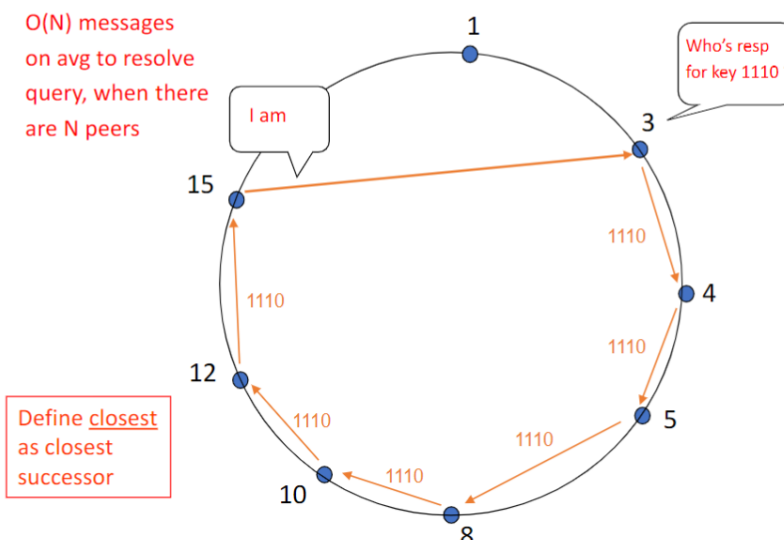 O(N) messages
on avg to resolve
query, when there
are N peers
1
Who's resp
for key 1110
I am
3
15
1110
4
1110
1110
12
5
1110
1110
1110
Define closest
as closest
successor
10
8